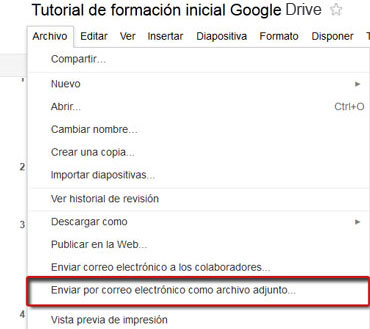 Tutorial de formación inicial Google Drive
Archivo Editar Ver Insertar Diapositiva Formato Disponer T
Compartir...
1
Nuevo
Abrir... Ctrl+O
Cambiar nombre...
Crear una copia...
2 Importar diapositivas...
Ver historial de revisión
3 Descargar como
Publicar en la Web...
Enviar correo electrónico a los colaboradores...
Enviar por correo electrónico como archivo adjunto...
4 Vista previa de impresión